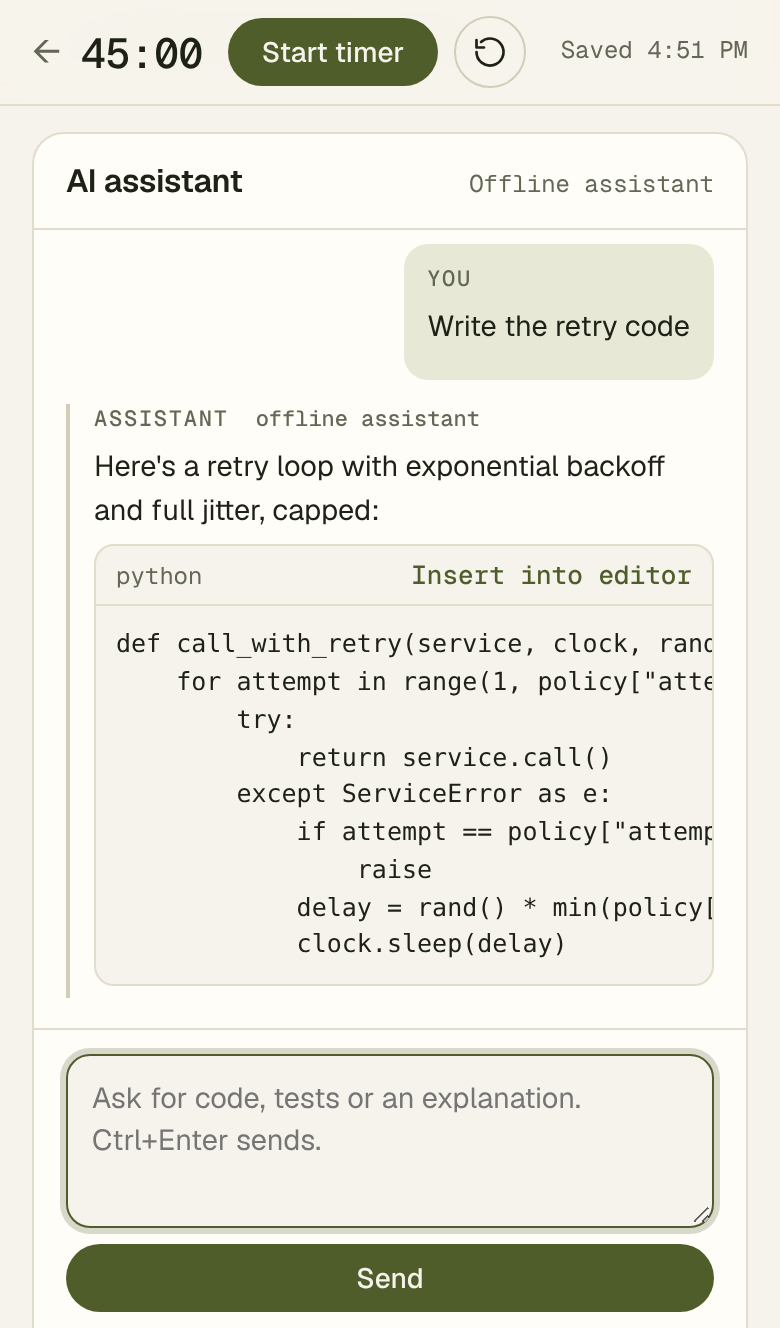 45:00 Start timer Saved 4:51 PM
AI assistant Offline assistant
YOU
Write the retry code
ASSISTANT offline assistant
Here's a retry loop with exponential backoff
and full jitter, capped:
python Insert into editor
def call_with_retry(service, clock, rand
    for attempt in range(1, policy["atte
        try:
            return service.call()
        except ServiceError as e:
            if attempt == policy["attemp
                raise
            delay = rand() * min(policy[
            clock.sleep(delay)
Ask for code, tests or an explanation.
Ctrl+Enter sends.
Send